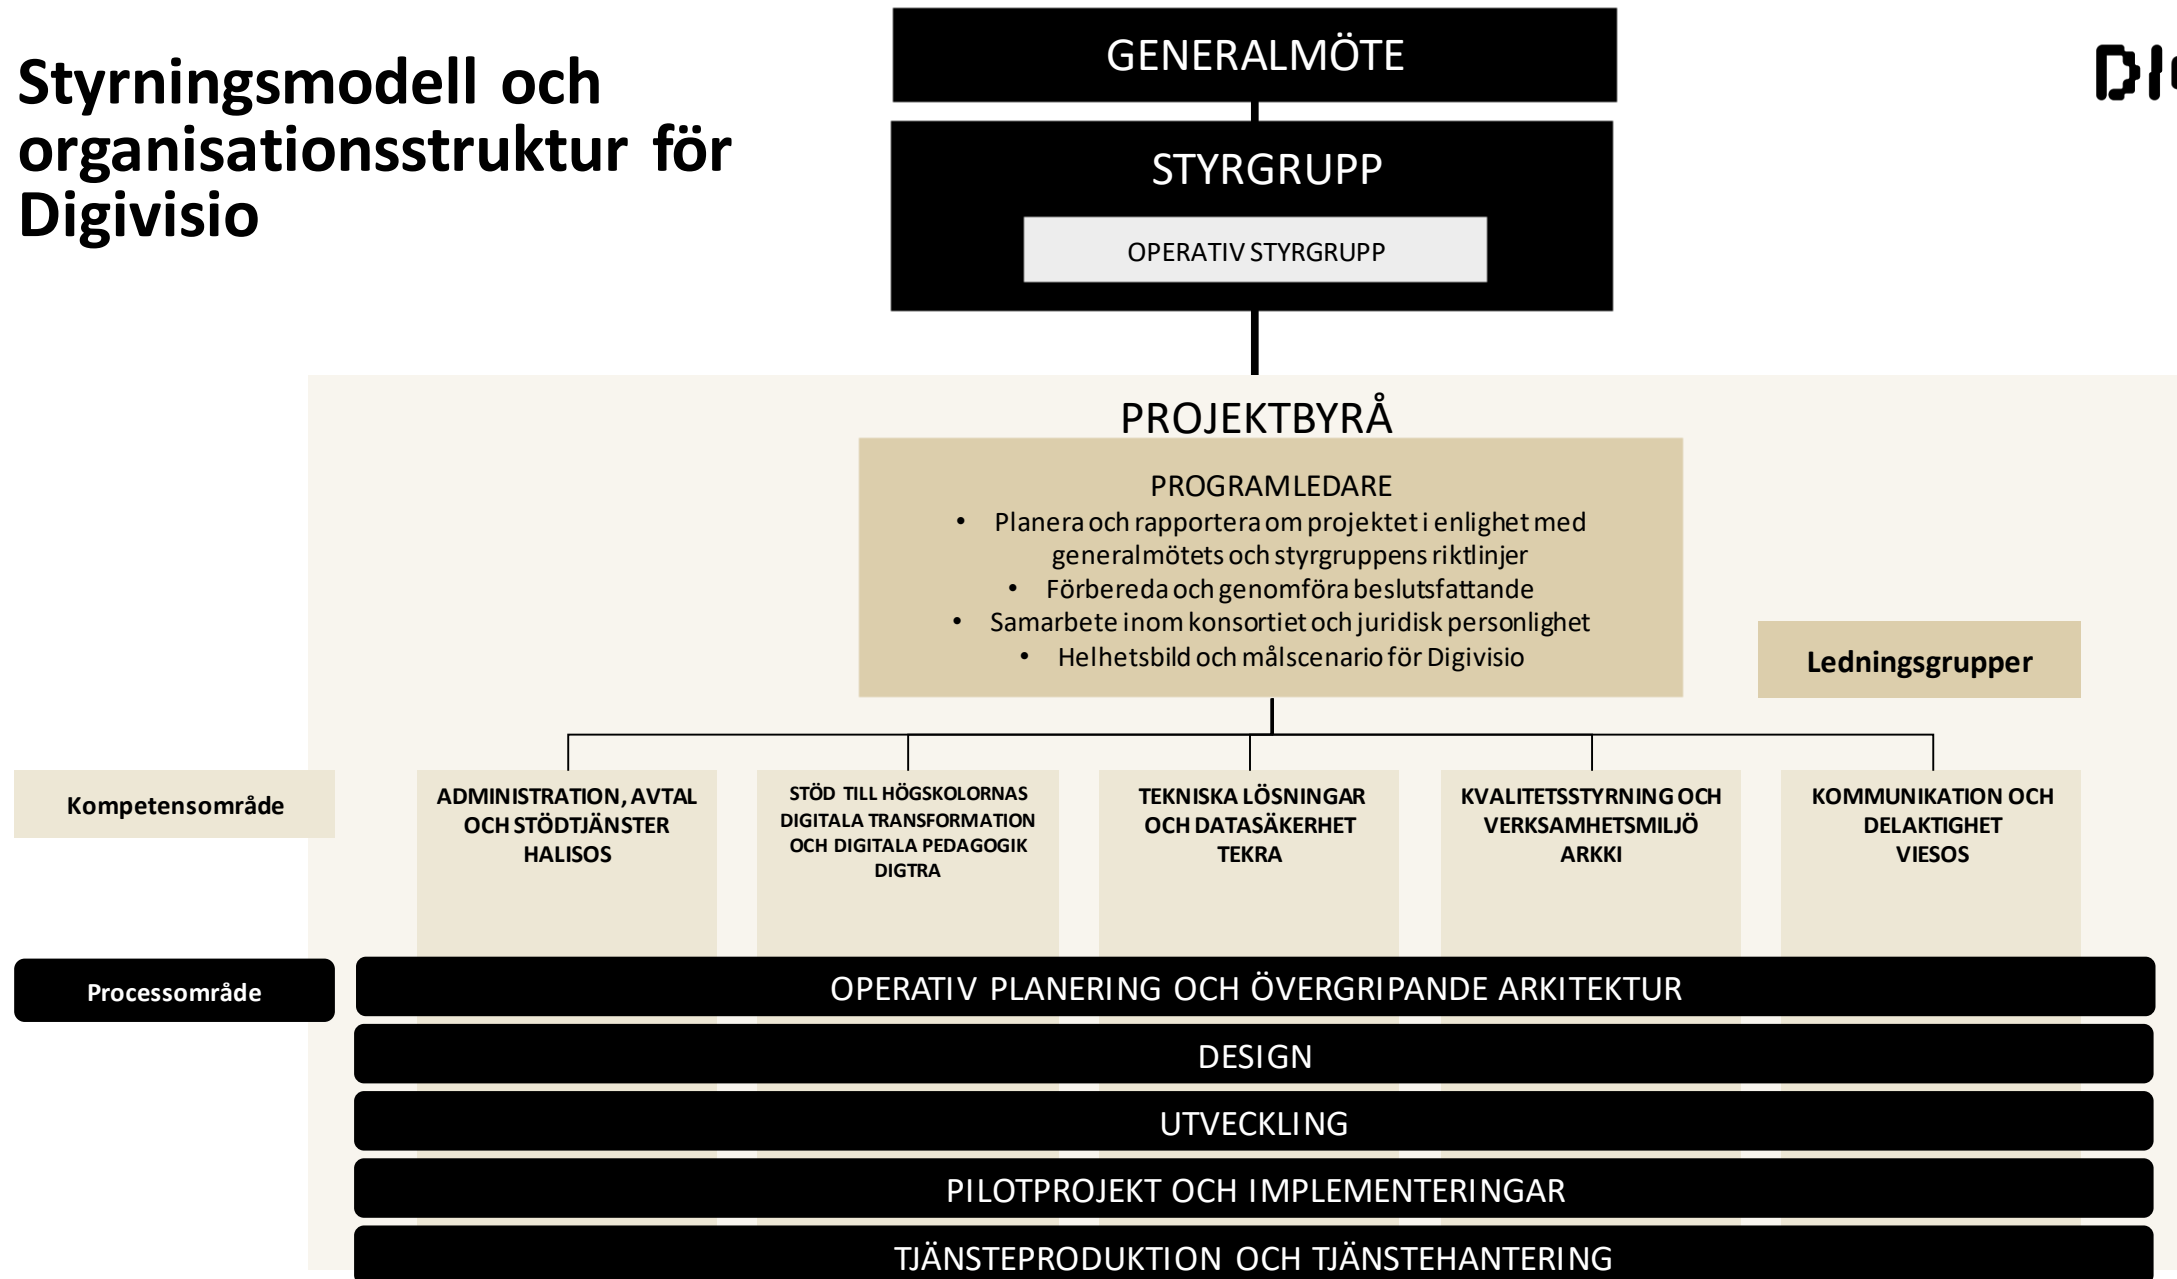 Styrningsmodell och
organisationsstruktur för
Digivisio
GENERALMÖTE
STYRGRUPP
OPERATIV STYRGRUPP
PROJEKTBYRÅ
PROGRAMLEDARE
• Planera och rapportera om projektet i enlighet med
generalmötets och styrgruppens riktlinjer
• Förbereda och genomföra beslutsfattande
• Samarbete inom konsortiet och juridisk personlighet
• Helhetsbild och målscenario för Digivisio
Ledningsgrupper
Kompetensområde
ADMINISTRATION, AVTAL
OCH STÖDTJÄNSTER
HALISOS
STÖD TILL HÖGSKOLORNAS
DIGITALA TRANSFORMATION
OCH DIGITALA PEDAGOGIK
DIGTRA
TEKNISKA LÖSNINGAR
OCH DATASÄKERHET
TEKRA
KVALITETSSTYRNING OCH
VERKSAMHETSMILJÖ
ARKKI
KOMMUNIKATION OCH
DELAKTIGHET
VIESOS
Processområde
OPERATIV PLANERING OCH ÖVERGRIPANDE ARKITEKTUR
DESIGN
UTVECKLING
PILOTPROJEKT OCH IMPLEMENTERINGAR
TJÄNSTEPRODUKTION OCH TJÄNSTEHANTERING